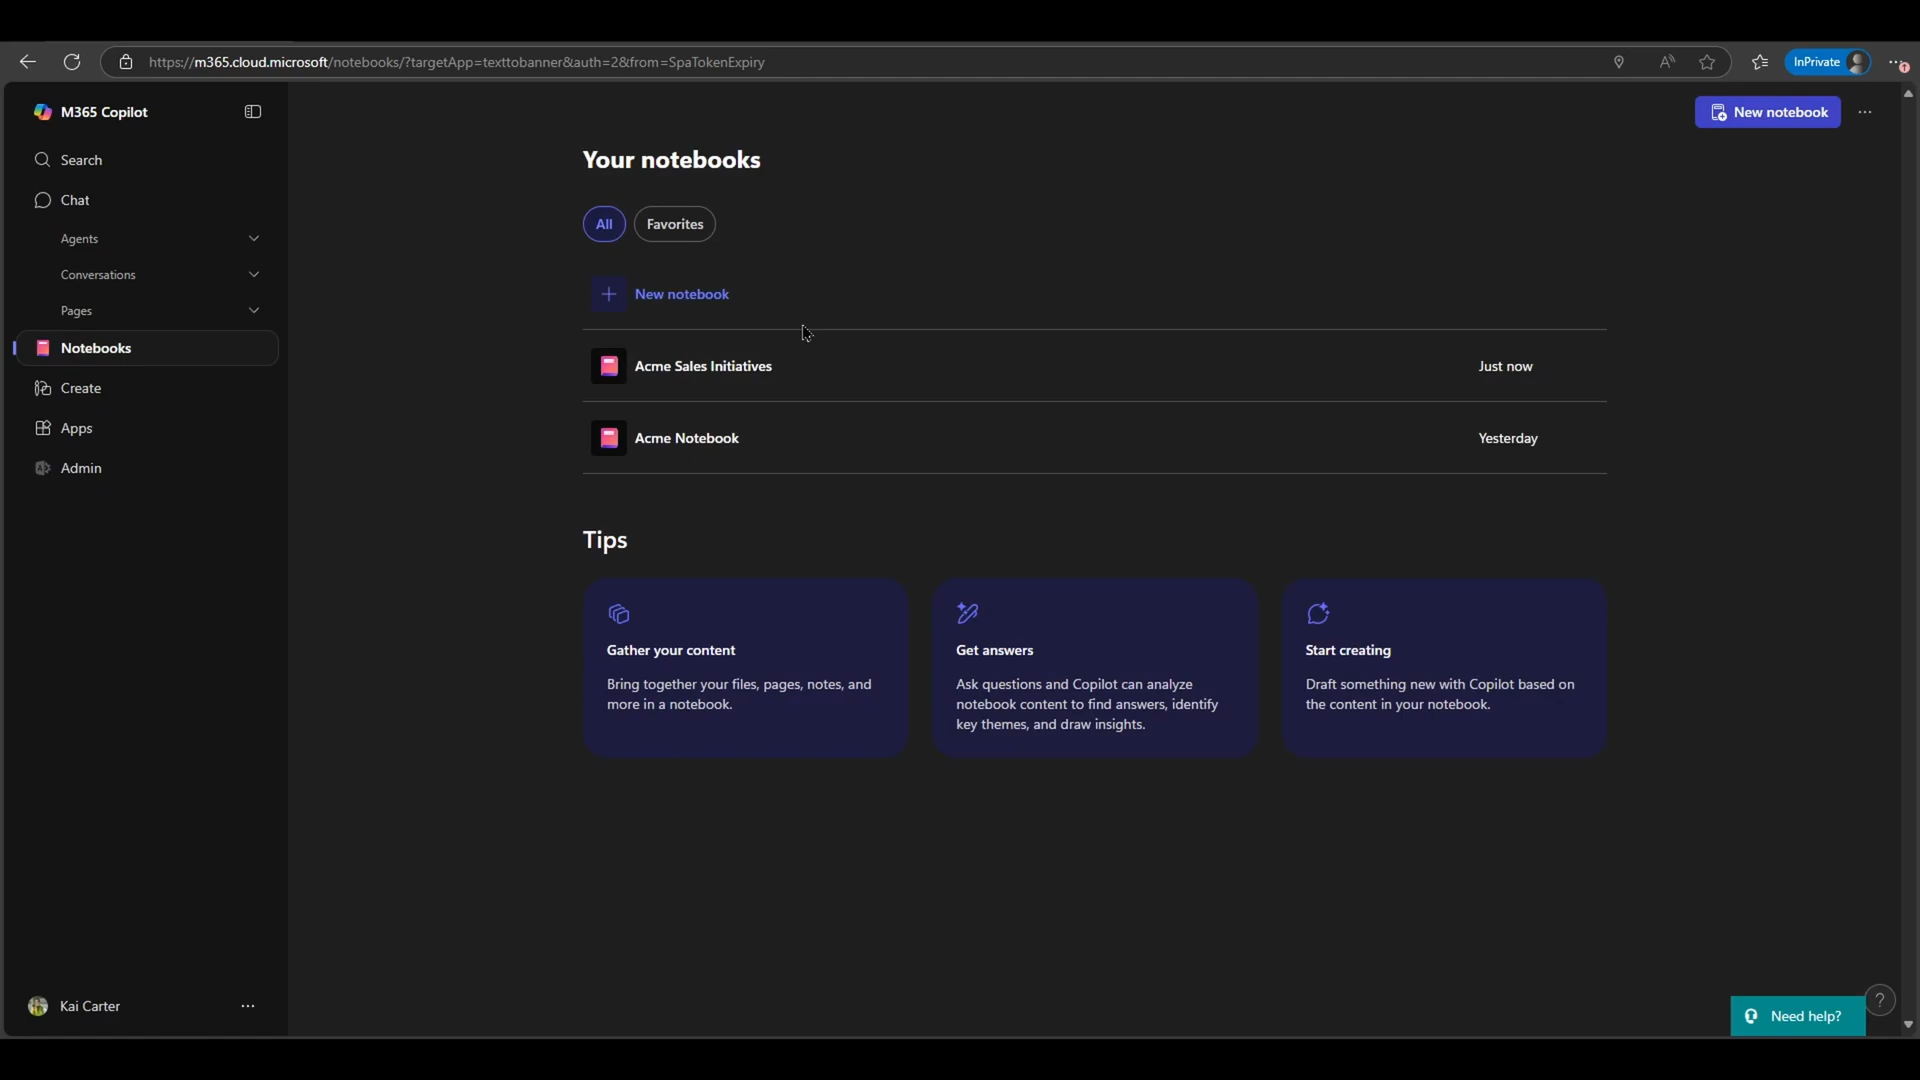 https://m365.cloud.microsoft/notebooks/?targetApp=texttobanner&auth=2&from=SpaTokenExpiry
InPrivate
M365 Copilot
Search
Chat
Agents
Conversations
Pages
Notebooks
Create
Apps
Admin
Kai Carter
New notebook
Your notebooks
All
Favorites
New notebook
Acme Sales Initiatives
Just now
Acme Notebook
Yesterday
Tips
Gather your content
Bring together your files, pages, notes, and
more in a notebook.
Get answers
Ask questions and Copilot can analyze
notebook content to find answers, identify
key themes, and draw insights.
Start creating
Draft something new with Copilot based on
the content in your notebook.
Need help?
?